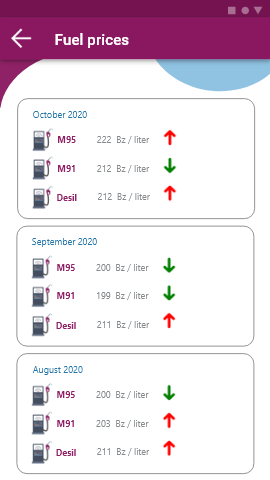 Fuel prices
October 2020
M95 222 Bz / liter
M91 212 Bz / liter
Desil 212 Bz / liter
September 2020
M95 200 Bz / liter
M91 199 Bz / liter
Desil 211 Bz / liter
August 2020
M95 200 Bz / liter
M91 203 Bz / liter
Desil 211 Bz / liter